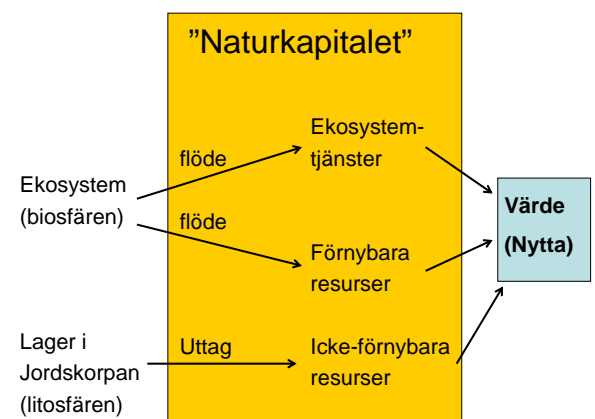 ”Naturkapitalet”
Ekosystem-
tjänster
flöde
Ekosystem
(biosfären)
flöde
Värde
(Nytta)
Förnybara
resurser
Lager i
Jordskorpan
(litosfären)
Uttag
Icke-förnybara
resurser